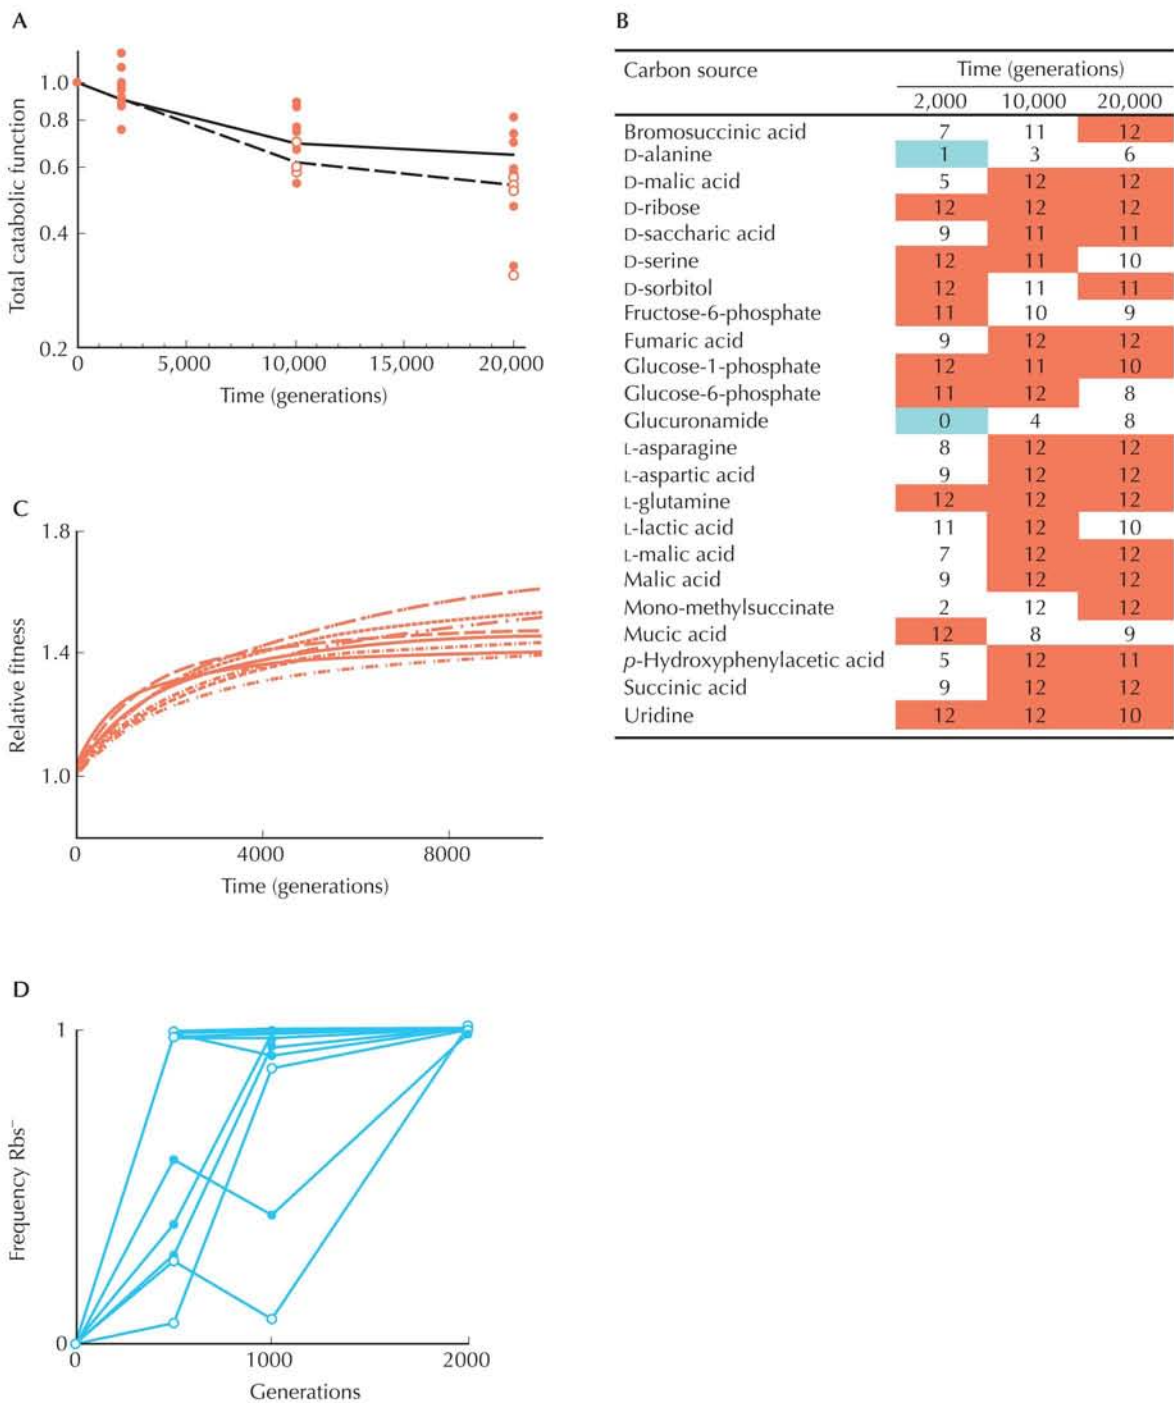 A
Total catabolic function
1.0
0.8
0.6
0.4
0.2
0 5,000 10,000 15,000 20,000
Time (generations)
B
Carbon source Time (generations)
2,000 10,000 20,000
Bromosuccinic acid 7 11 12
D-alanine 1 3 6
D-malic acid 5 12 12
D-ribose 12 12 12
D-saccharic acid 9 11 11
D-serine 12 11 10
D-sorbitol 12 11 11
Fructose-6-phosphate 11 10 9
Fumaric acid 9 12 12
Glucose-1-phosphate 12 11 10
Glucose-6-phosphate 11 12 8
Glucuronamide 0 4 8
L-asparagine 8 12 12
L-aspartic acid 9 12 12
L-glutamine 12 12 12
L-lactic acid 11 12 10
L-malic acid 7 12 12
Malic acid 9 12 12
Mono-methylsuccinate 2 12 12
Mucic acid 12 8 9
p-Hydroxyphenylacetic acid 5 12 11
Succinic acid 9 12 12
Uridine 12 12 10
C
Relative fitness
1.8
1.4
1.0
0 4000 8000
Time (generations)
D
Frequency Rbs⁻
1
0
0 1000 2000
Generations